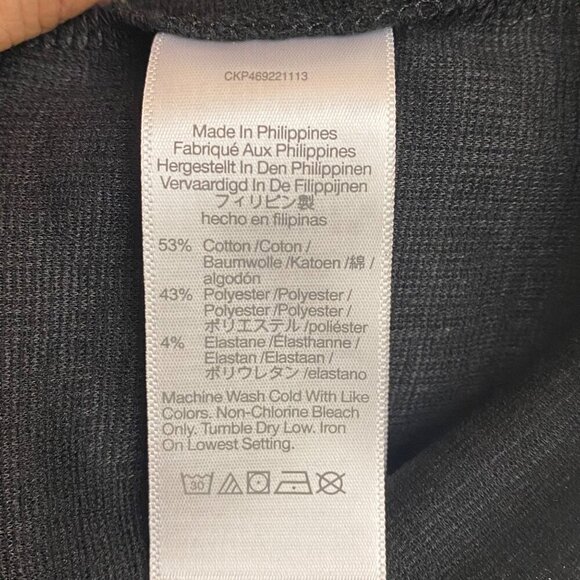 CKP469221113
Made In Philippines
Fabriqué Aux Philippines
Hergestellt In Den Philippinen
Vervaardigd In De Filippijnen
フィリピン製
hecho en filipinas
53% Cotton /Coton /
Baumwolle /Katoen /綿 /
algodón
43% Polyester /Polyester /
Polyester /Polyester /
ポリエステル /poliéster
4% Elastane /Élasthanne /
Elastan /Elastaan /
ポリウレタン /elastano
Machine Wash Cold With Like
Colors. Non-Chlorine Bleach
Only. Tumble Dry Low. Iron
On Lowest Setting.
30